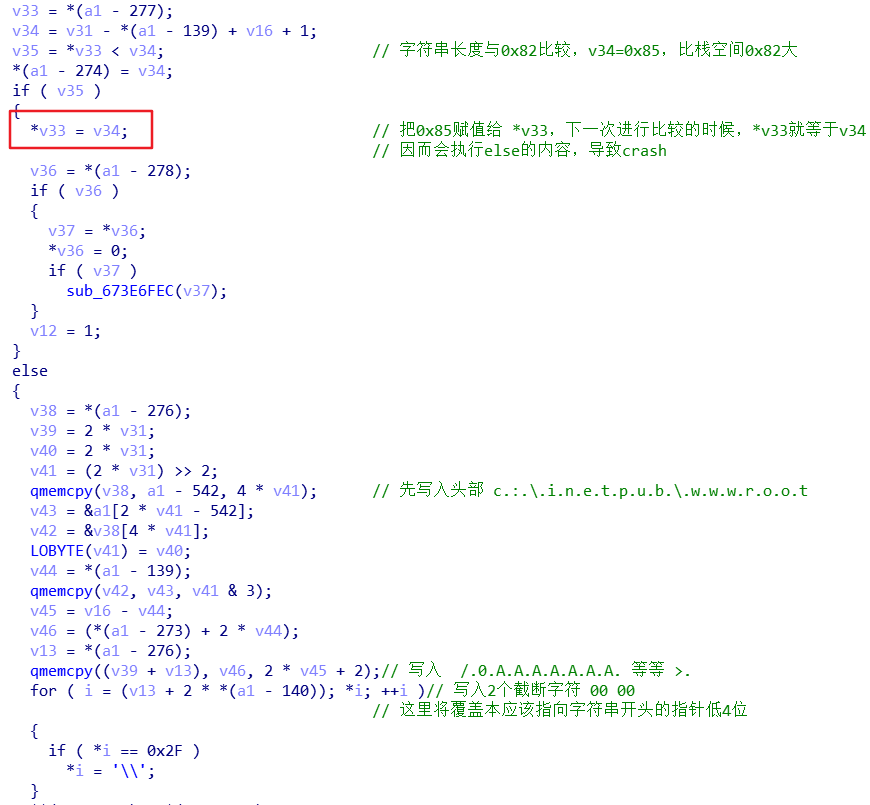 v33 = *(a1 - 277);
v34 = v31 - *(a1 - 139) + v16 + 1;
v35 = *v33 < v34; // 字符串长度与0x82比较，v34=0x85，比栈空间0x82大
*(a1 - 274) = v34;
if ( v35 )
{
*v33 = v34; // 把0x85赋值给 *v33，下一次进行比较的时候，*v33就等于v34
// 因而会执行else的内容，导致crash
v36 = *(a1 - 278);
if ( v36 )
{
v37 = *v36;
*v36 = 0;
if ( v37 )
sub_673E6FEC(v37);
}
v12 = 1;
}
else
{
v38 = *(a1 - 276);
v39 = 2 * v31;
v40 = 2 * v31;
v41 = (2 * v31) >> 2;
qmemcpy(v38, a1 - 542, 4 * v41); // 先写入头部 c.:.\.i.n.e.t.p.u.b.\.w.w.w.r.o.o.t
v43 = &a1[2 * v41 - 542];
v42 = &v38[4 * v41];
LOBYTE(v41) = v40;
v44 = *(a1 - 139);
qmemcpy(v42, v43, v41 & 3);
v45 = v16 - v44;
v46 = (*(a1 - 273) + 2 * v44);
v13 = *(a1 - 276);
qmemcpy((v39 + v13), v46, 2 * v45 + 2);// 写入  /.0.A.A.A.A.A.A.A. 等等 >.
for ( i = (v13 + 2 * *(a1 - 140)); *i; ++i )// 写入2个截断字符 00 00
// 这里将覆盖本应该指向字符串开头的指针低4位
{
if ( *i == 0x2F )
*i = '\\';
}